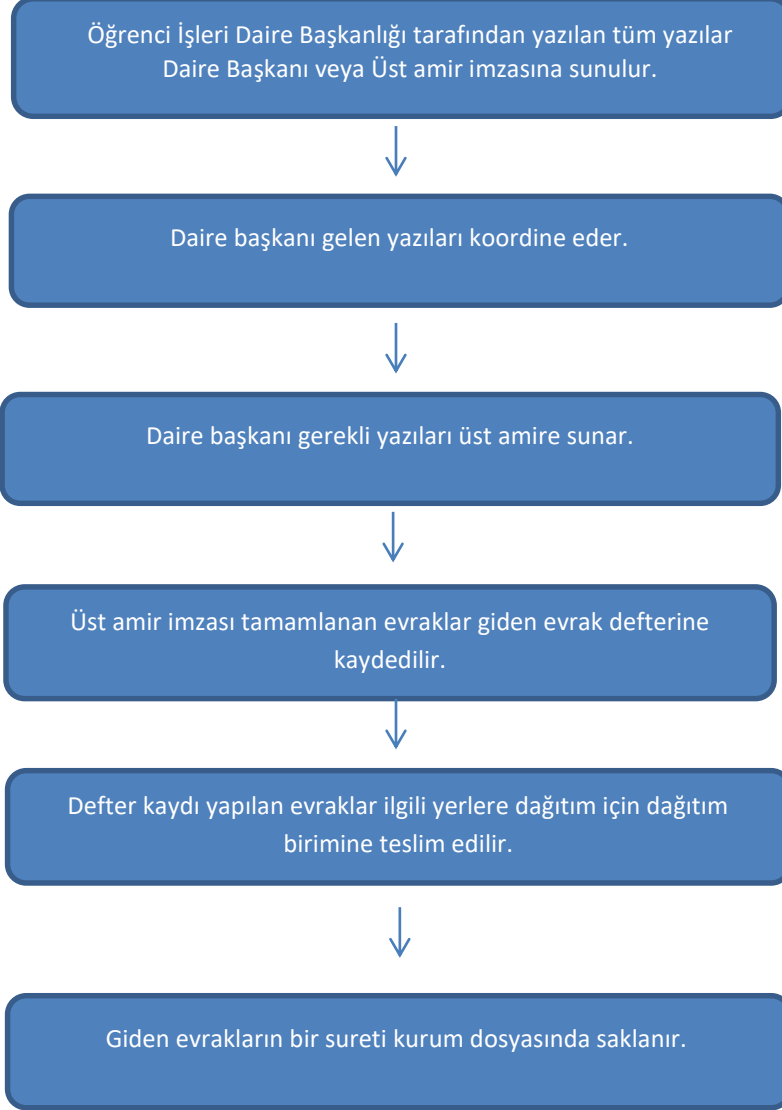 Öğrenci İşleri Daire Başkanlığı tarafından yazılan tüm yazılar
Daire Başkanı veya Üst amir imzasına sunulur.
Daire başkanı gelen yazıları koordine eder.
Daire başkanı gerekli yazıları üst amire sunar.
Üst amir imzası tamamlanan evraklar giden evrak defterine
kaydedilir.
Defter kaydı yapılan evraklar ilgili yerlere dağıtım için dağıtım
birimine teslim edilir.
Giden evrakların bir sureti kurum dosyasında saklanır.